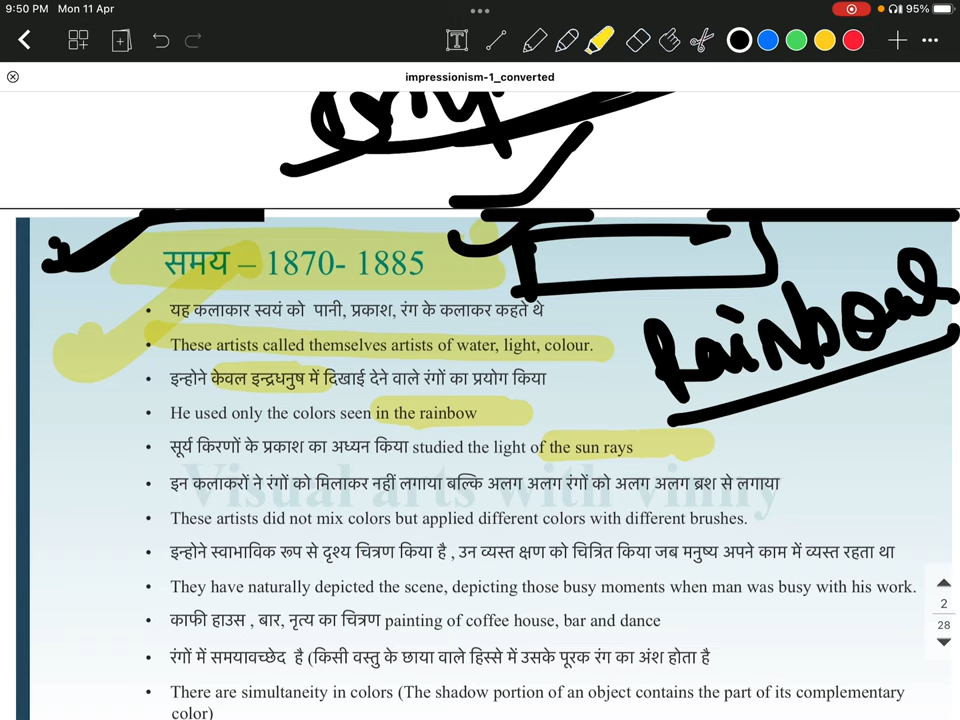 9:50 PM Mon 11 Apr
95%
impressionism-1_converted
समय – 1870- 1885
Rainbow
• यह कलाकार स्वयं को पानी, प्रकाश, रंग के कलाकर कहते थे
• These artists called themselves artists of water, light, colour.
• इन्होने केवल इन्द्रधनुष में दिखाई देने वाले रंगों का प्रयोग किया
• He used only the colors seen in the rainbow
• सूर्य किरणों के प्रकाश का अध्यन किया studied the light of the sun rays
Visual arts with vinny
• इन कलाकरों ने रंगों को मिलाकर नहीं लगाया बल्कि अलग अलग रंगों को अलग अलग ब्रश से लगाया
• These artists did not mix colors but applied different colors with different brushes.
• इन्होने स्वाभाविक रूप से दृश्य चित्रण किया है , उन व्यस्त क्षण को चित्रित किया जब मनुष्य अपने काम में व्यस्त रहता था
• They have naturally depicted the scene, depicting those busy moments when man was busy with his work.
2
28
• काफी हाउस , बार, नृत्य का चित्रण painting of coffee house, bar and dance
• रंगों में समयावच्छेद है (किसी वस्तु के छाया वाले हिस्से में उसके पूरक रंग का अंश होता है
• There are simultaneity in colors (The shadow portion of an object contains the part of its complementary
color)